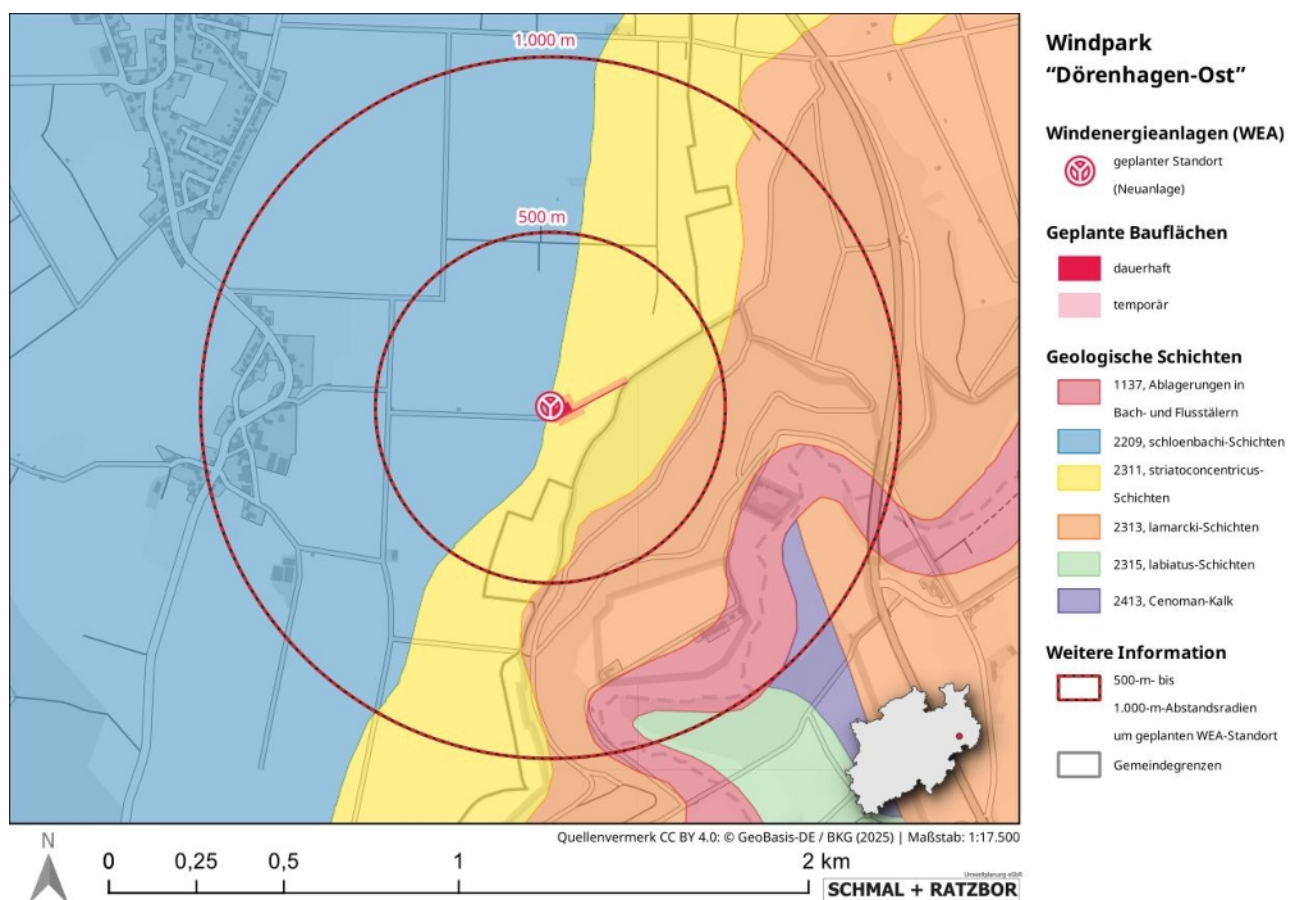 1.000 m
500 m
Windpark
“Dörenhagen-Ost”
Windenergieanlagen (WEA)
geplanter Standort
(Neuanlage)
Geplante Bauflächen
dauerhaft
temporär
Geologische Schichten
1137, Ablagerungen in
Bach- und Flusstälern
2209, schloenbachi-Schichten
2311, striatoconcentricus-
Schichten
2313, lamarcki-Schichten
2315, labiatus-Schichten
2413, Cenoman-Kalk
Weitere Information
500-m- bis
1.000-m-Abstandsradien
um geplanten WEA-Standort
Gemeindegrenzen
Quellenvermerk CC BY 4.0: © GeoBasis-DE / BKG (2025) | Maßstab: 1:17.500
N
0 0,25 0,5 1 2 km
Umweltplanung eGbR
SCHMAL + RATZBOR